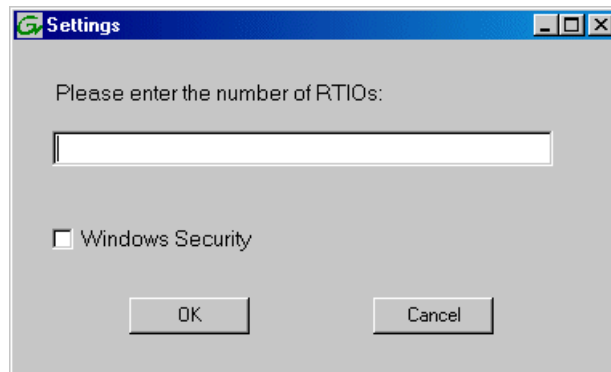 Settings
Please enter the number of RTIOs:
Windows Security
OK
Cancel